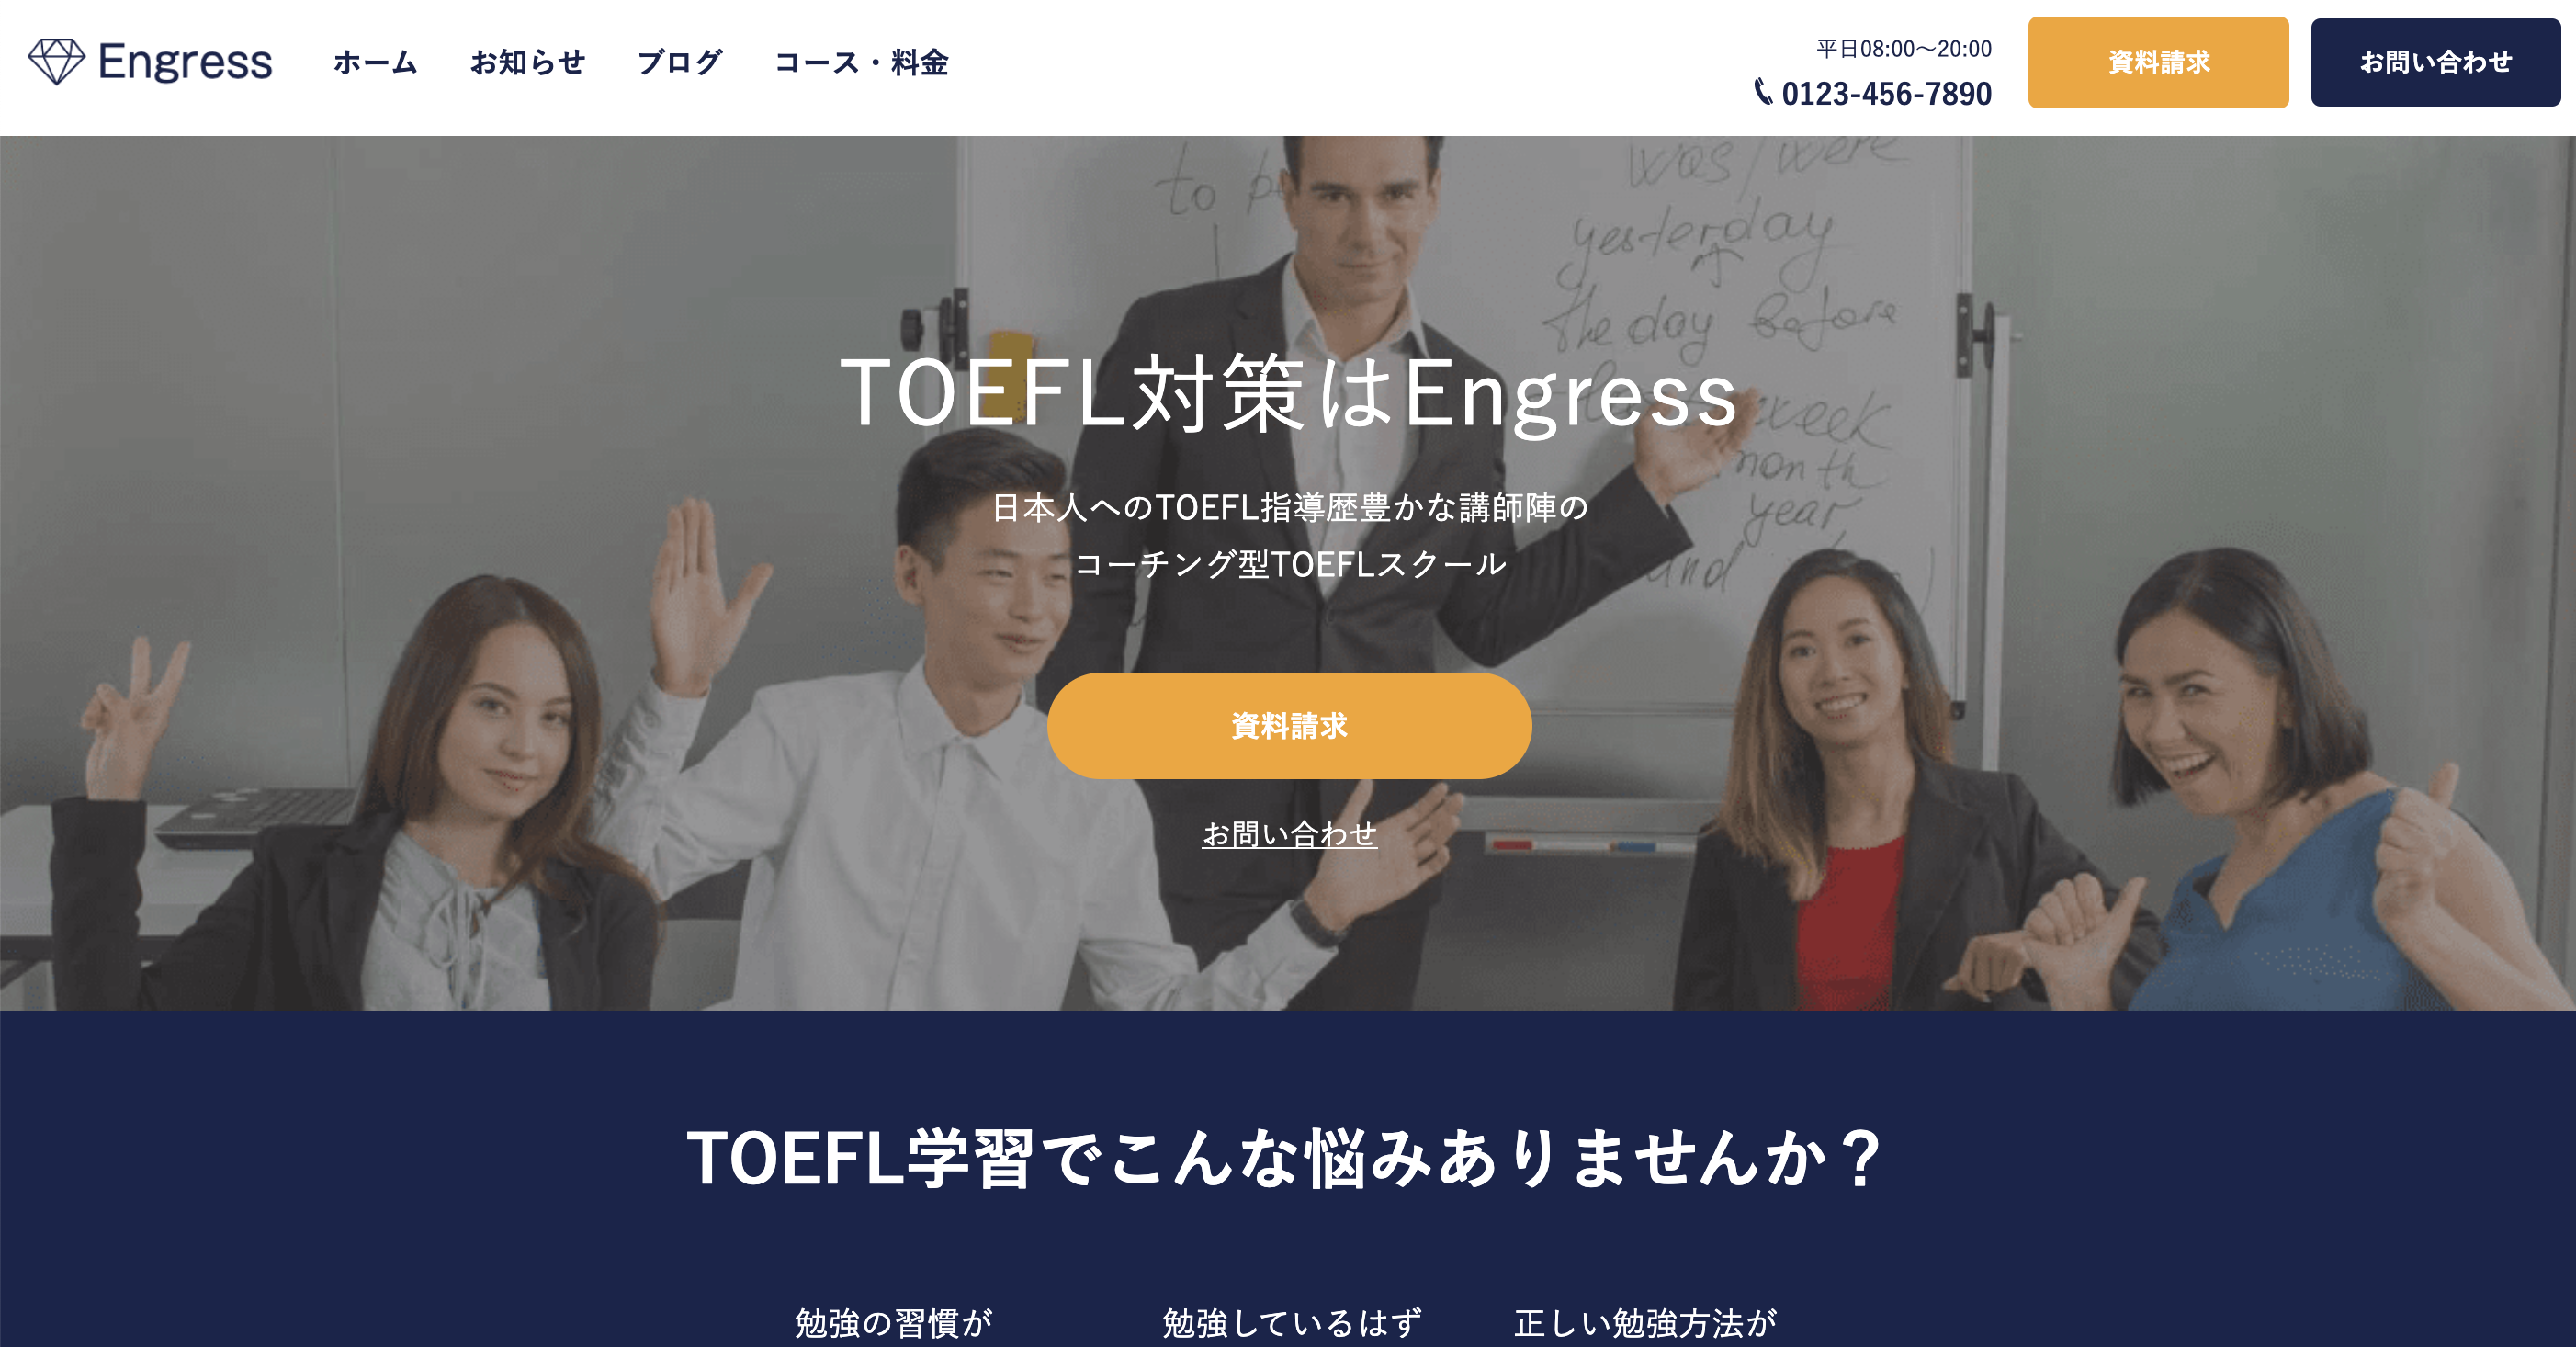 Engress
ホーム
お知らせ
ブログ
コース・料金
平日08:00〜20:00
0123-456-7890
資料請求
お問い合わせ
to
was/were
yesterday
the day before
week
month
year
and
TOEFL対策はEngress
日本人へのTOEFL指導歴豊かな講師陣の
コーチング型TOEFLスクール
資料請求
お問い合わせ
TOEFL学習でこんな悩みありませんか？
勉強の習慣が
勉強しているはず
正しい勉強方法が